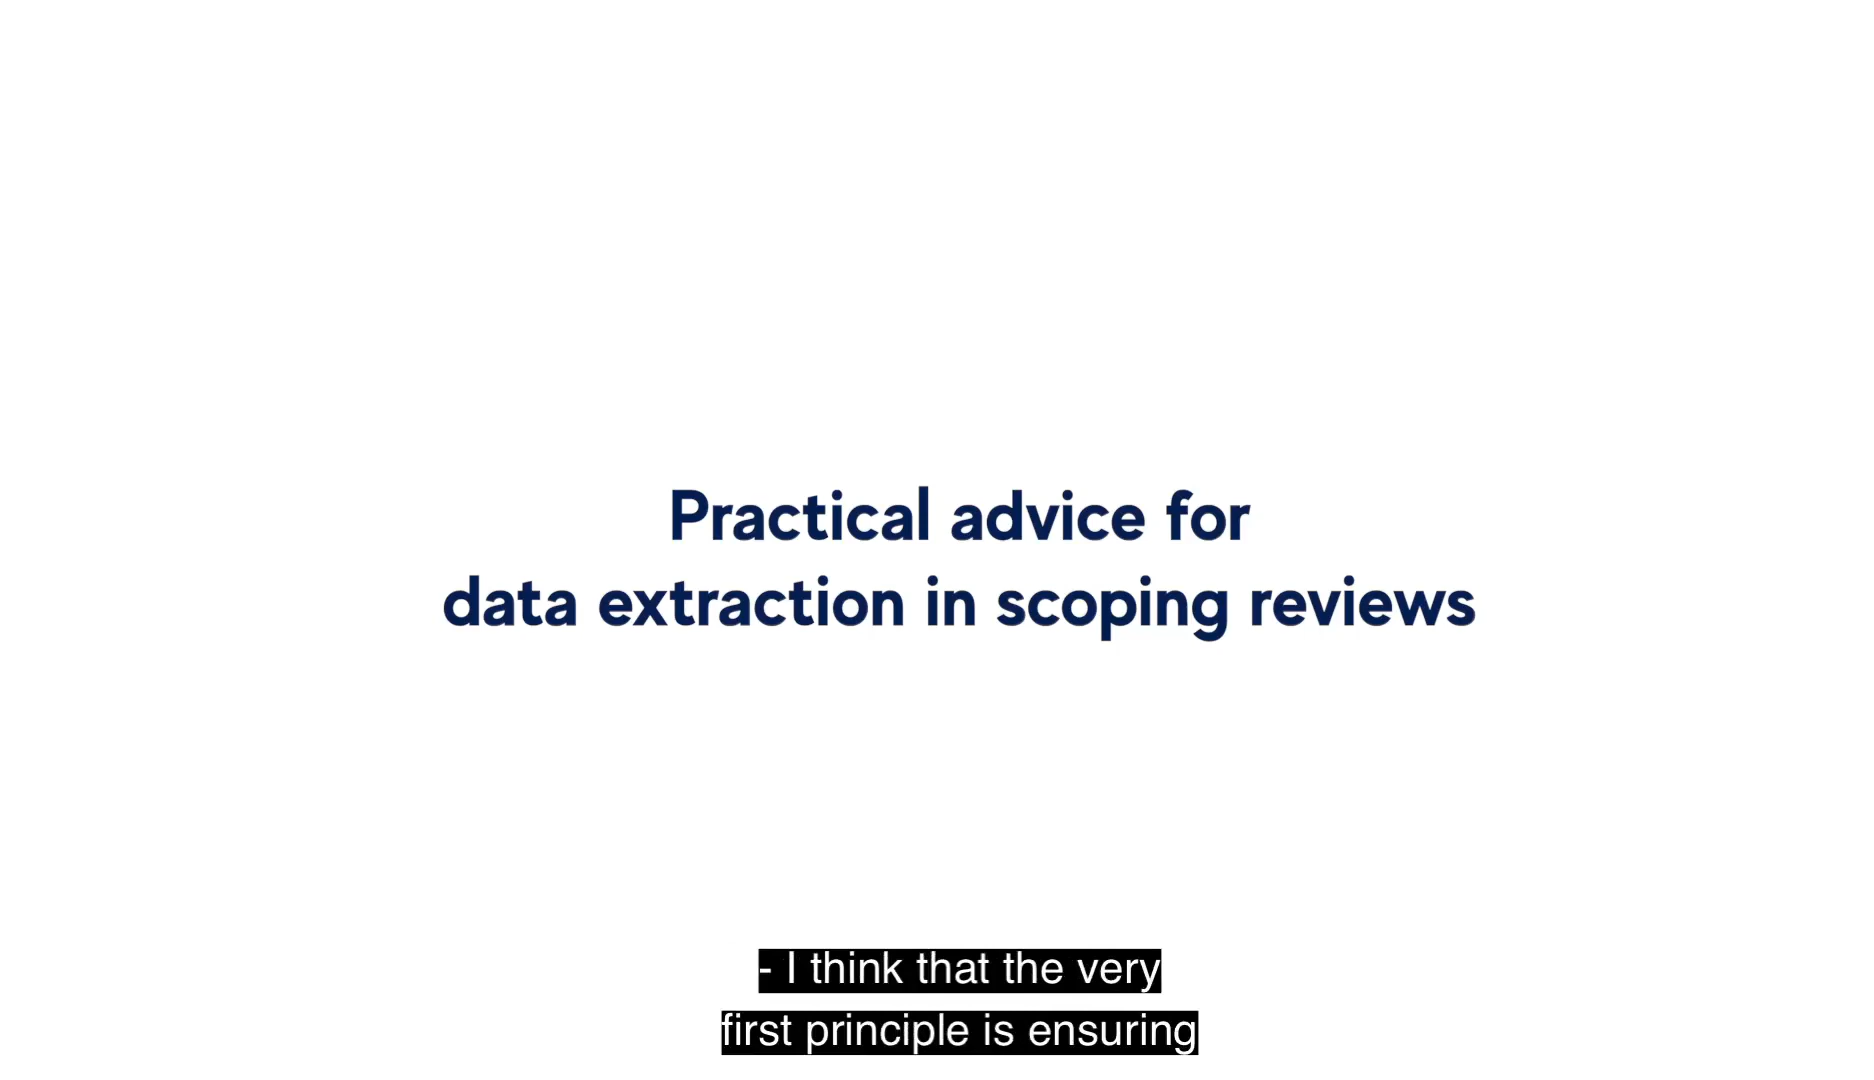 Practical advice for
data extraction in scoping reviews
- I think that the very
first principle is ensuring